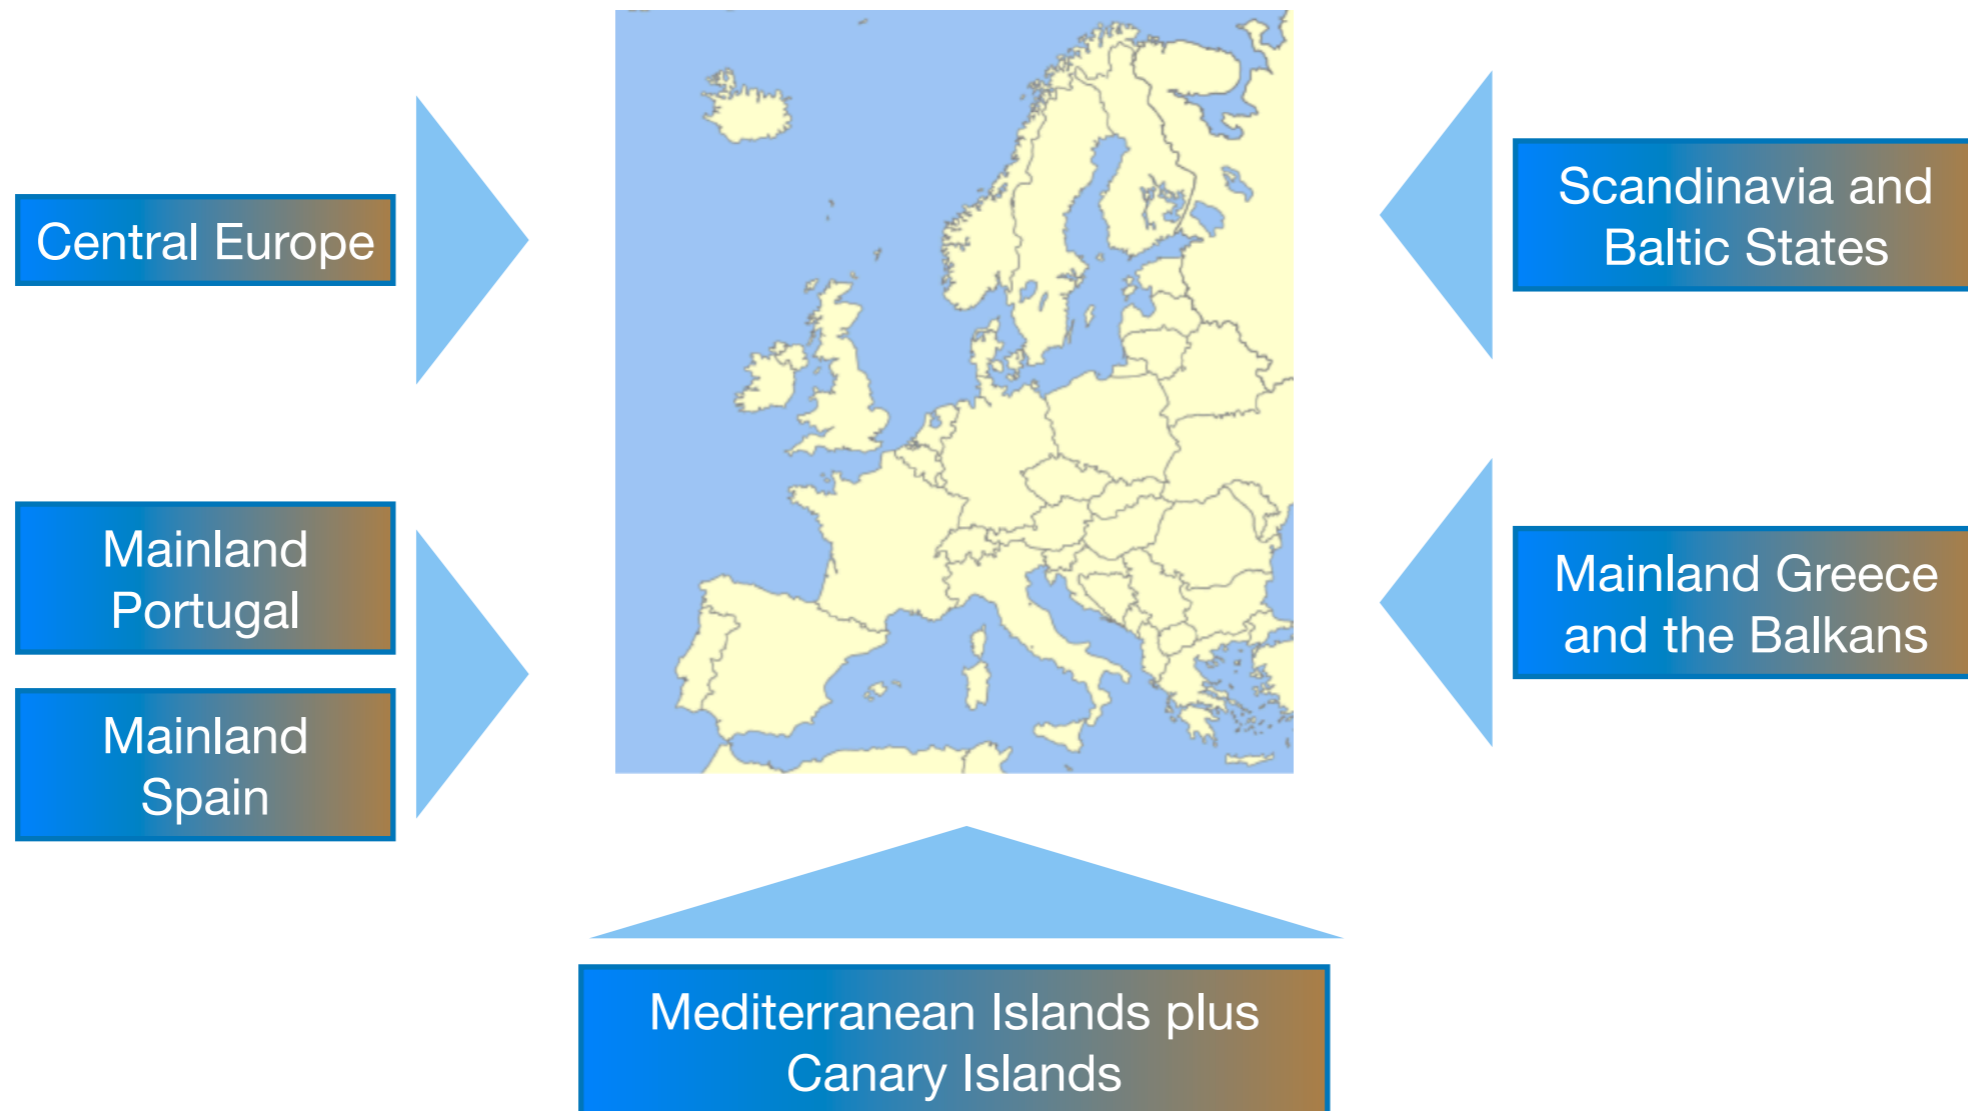 Central Europe
Mainland
Portugal
Mainland
Spain
Scandinavia and
Baltic States
Mainland Greece
and the Balkans
Mediterranean Islands plus
Canary Islands